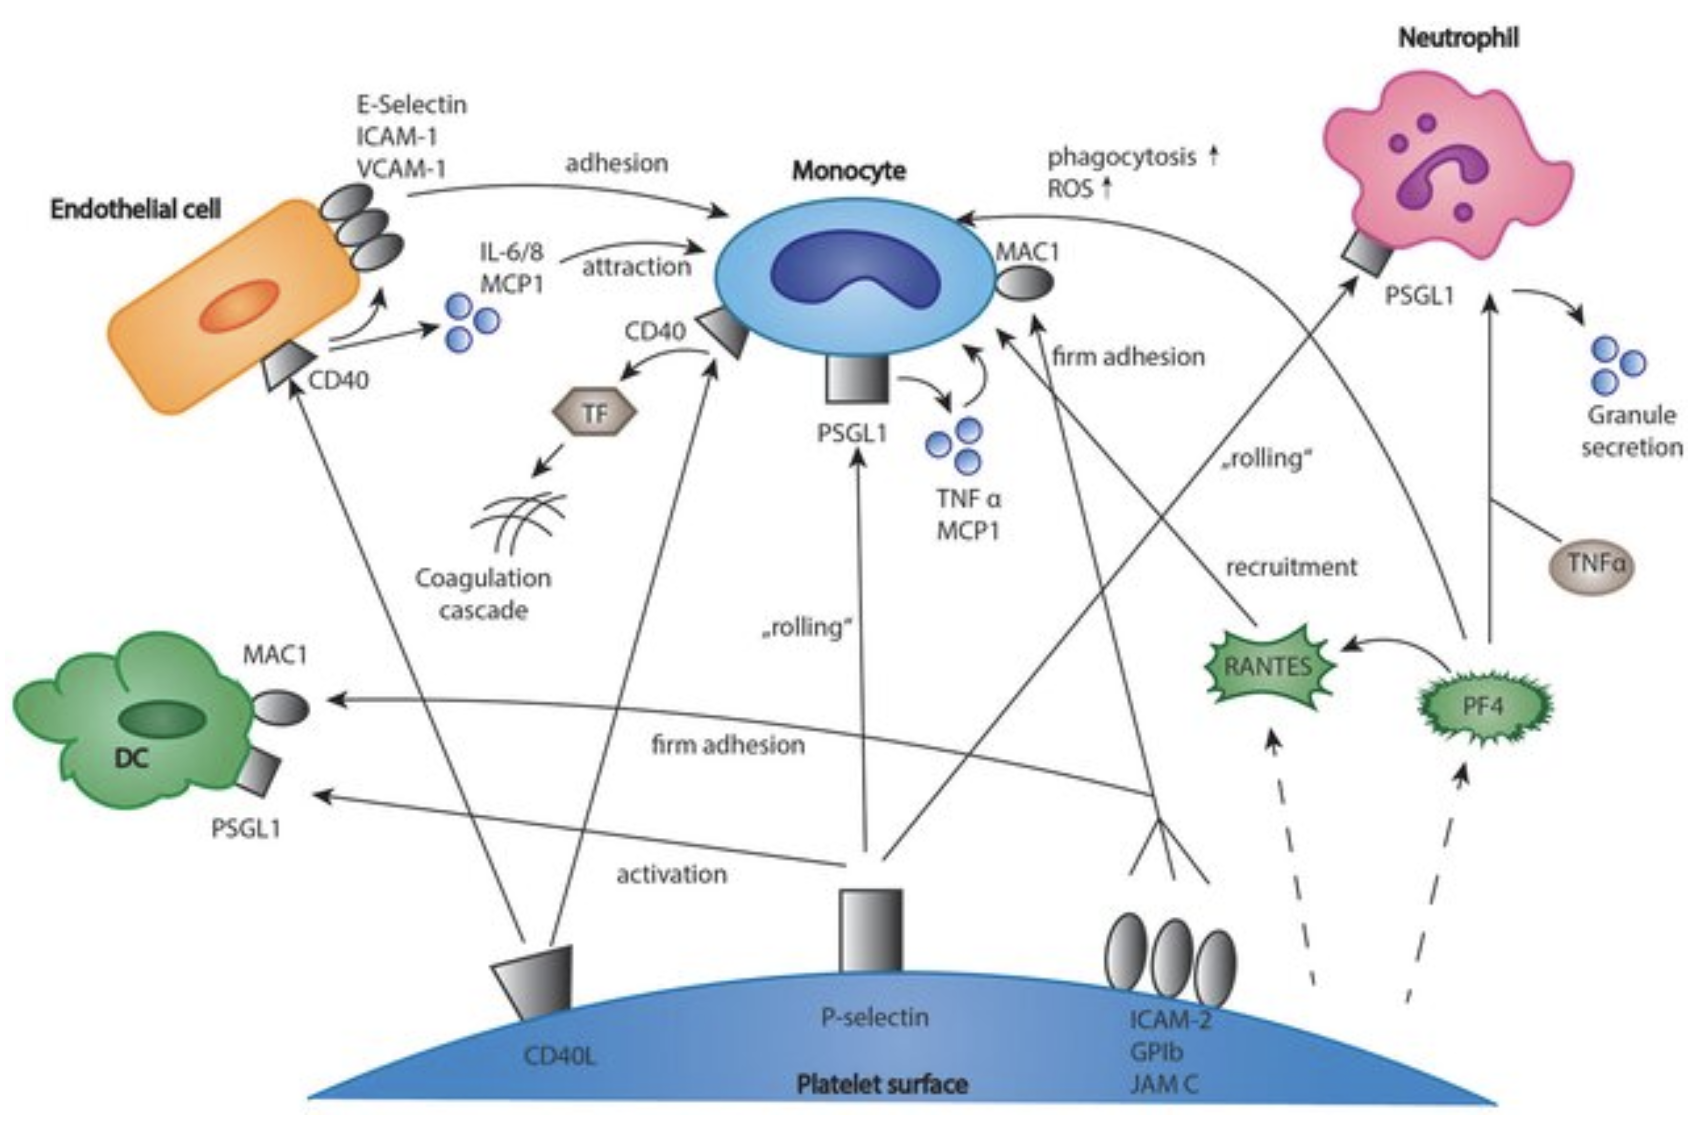 Neutrophil
E-Selectin
ICAM-1
VCAM-1
adhesion
Monocyte
phagocytosis ↑
ROS ↑
Endothelial cell
IL-6/8
MCP1
attraction
MAC1
PSGL1
CD40
CD40
firm adhesion
TF
PSGL1
Granule
secretion
„rolling“
TNF α
MCP1
Coagulation
cascade
recruitment
TNFα
„rolling“
MAC1
RANTES
PF4
DC
firm adhesion
PSGL1
activation
P-selectin
ICAM-2
GPIb
JAM C
CD40L
Platelet surface